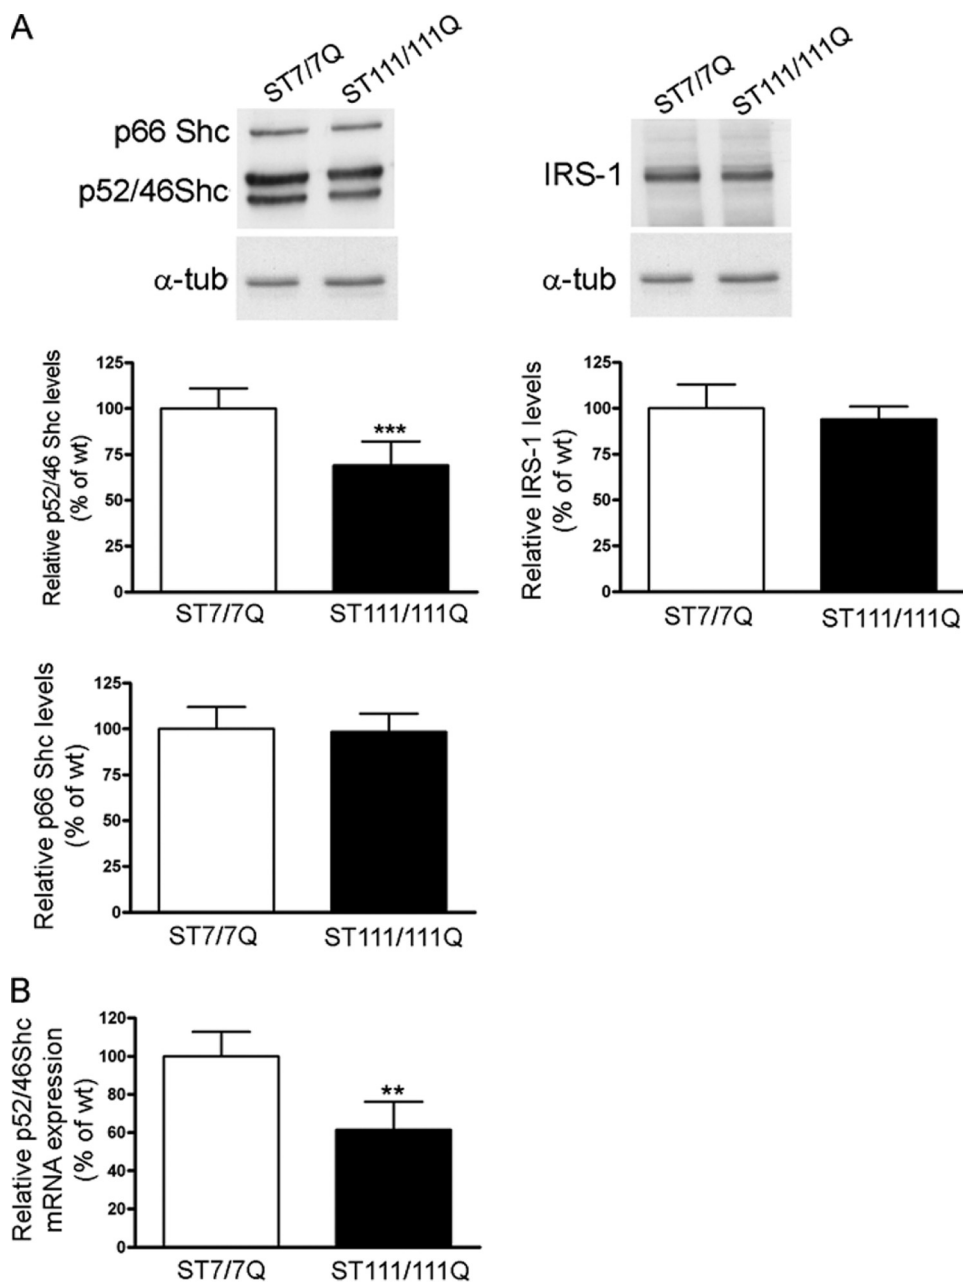 A
ST7/7Q
ST111/111Q
p66 Shc
p52/46Shc
α-tub
ST7/7Q
ST111/111Q
IRS-1
α-tub
Relative p52/46 Shc levels
(% of wt)
125
100
75
50
25
0
***
ST7/7Q
ST111/111Q
Relative IRS-1 levels
(% of wt)
125
100
75
50
25
0
ST7/7Q
ST111/111Q
Relative p66 Shc levels
(% of wt)
125
100
75
50
25
0
ST7/7Q
ST111/111Q
B
Relative p52/46Shc
mRNA expression
(% of wt)
120
100
80
60
40
20
0
**
ST7/7Q
ST111/111Q